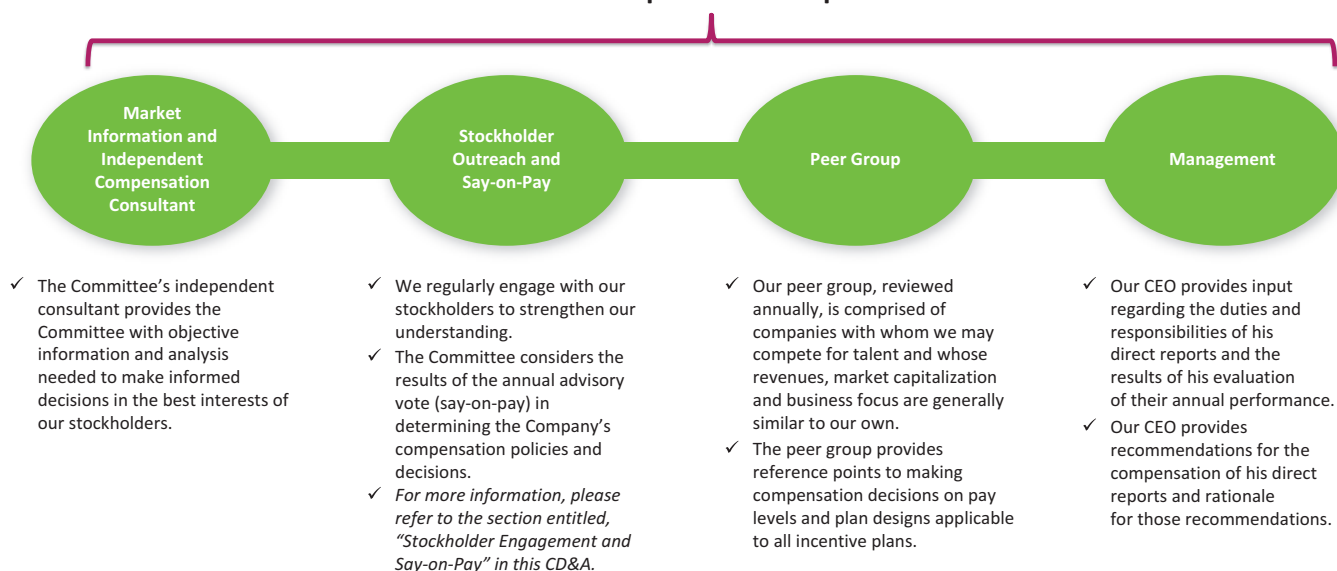 Market
Information and
Independent
Compensation
Consultant
Stockholder
Outreach and
Say-on-Pay
Peer Group
Management
✓ The Committee’s independent
consultant provides the
Committee with objective
information and analysis
needed to make informed
decisions in the best interests of
our stockholders.
✓ We regularly engage with our
stockholders to strengthen our
understanding.
✓ The Committee considers the
results of the annual advisory
vote (say-on-pay) in
determining the Company’s
compensation policies and
decisions.
✓ For more information, please
refer to the section entitled,
“Stockholder Engagement and
Say-on-Pay” in this CD&A.
✓ Our peer group, reviewed
annually, is comprised of
companies with whom we may
compete for talent and whose
revenues, market capitalization
and business focus are generally
similar to our own.
✓ The peer group provides
reference points to making
compensation decisions on pay
levels and plan designs applicable
to all incentive plans.
✓ Our CEO provides input
regarding the duties and
responsibilities of his
direct reports and the
results of his evaluation
of their annual performance.
✓ Our CEO provides
recommendations for the
compensation of his direct
reports and rationale
for those recommendations.